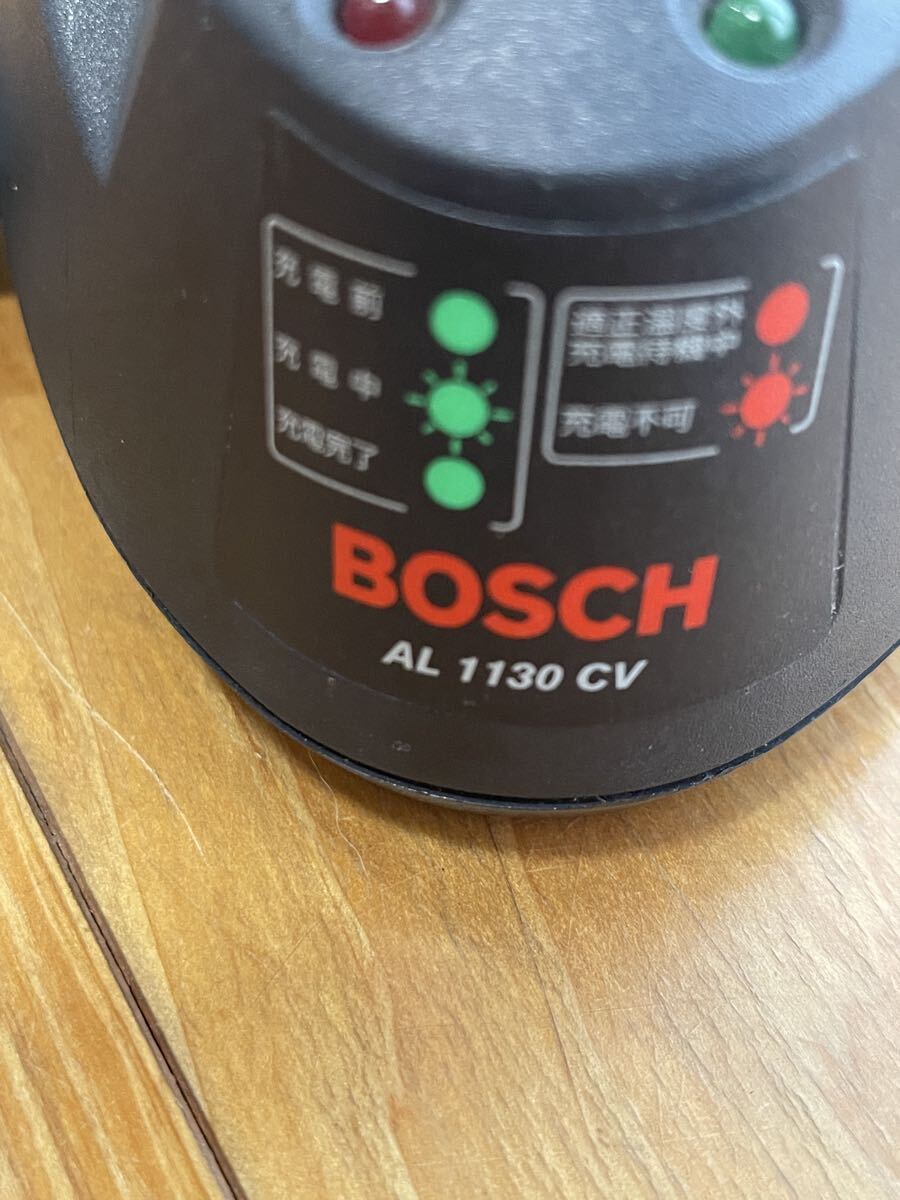 充電前
充電中
充電完了
適正温度外
充電待機中
充電不可
BOSCH
AL 1130 CV